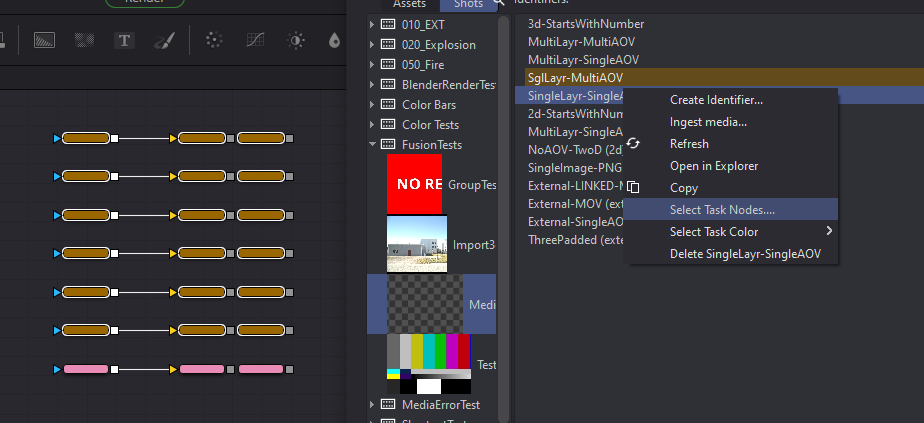 Render
Assets
Shots
Identifiers:
T
010_EXT
020_Explosion
050_Fire
BlenderRenderTes
Color Bars
Color Tests
FusionTests
NO RE
GroupTes
Import3
Medi
Test
MediaErrorTest
3d-StartsWithNumber
MultiLayr-MultiAOV
MultiLayr-SingleAOV
SglLayr-MultiAOV
SingleLayr-SingleA
2d-StartsWithNum
MultiLayr-SingleA
NoAOV-TwoD (2d)
SingleImage-PNG
External-LINKED-M
External-MOV (ex
External-SingleAO
ThreePadded (exte
Create Identifier...
Ingest media...
Refresh
Open in Explorer
Copy
Select Task Nodes....
Select Task Color
Delete SingleLayr-SingleAOV